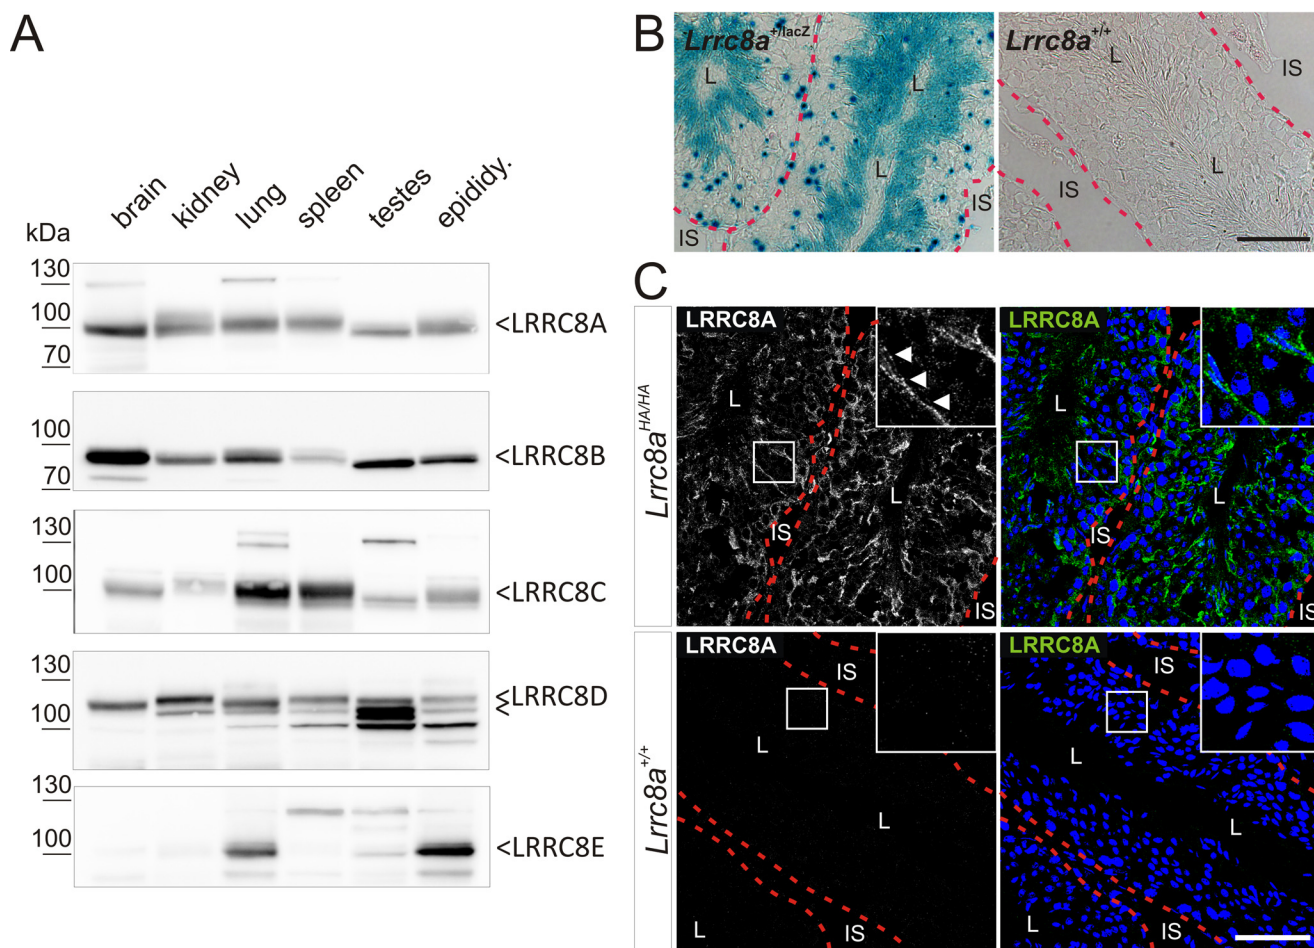 A
brain kidney lung spleen testes epididy.
kDa
130
100
70
<LRRC8A
100
70
<LRRC8B
130
100
<LRRC8C
130
100
<LRRC8D
<
130
100
<LRRC8E
B
Lrrc8a+/lacZ
L
L
L
IS
IS
Lrrc8a+/+
L
IS
IS
L
C
Lrrc8aHA/HA
LRRC8A
L
L
IS
IS
LRRC8A
L
L
IS
IS
Lrrc8a+/+
LRRC8A
IS
L
L
L
IS
LRRC8A
IS
L
L
L
IS